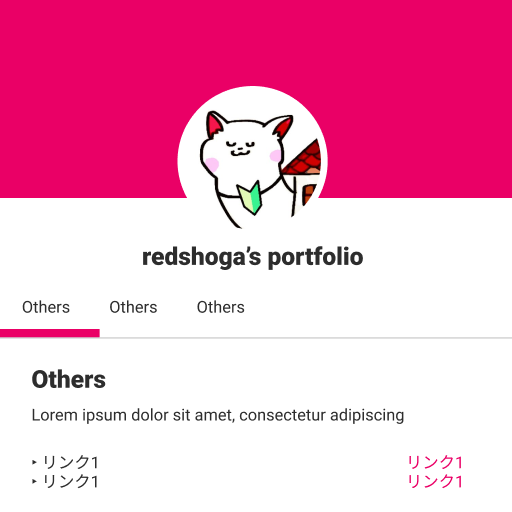 redshoga’s portfolio
Others Others Others
Others
Lorem ipsum dolor sit amet, consectetur adipiscing
‣ リンク1 リンク1
‣ リンク1 リンク1